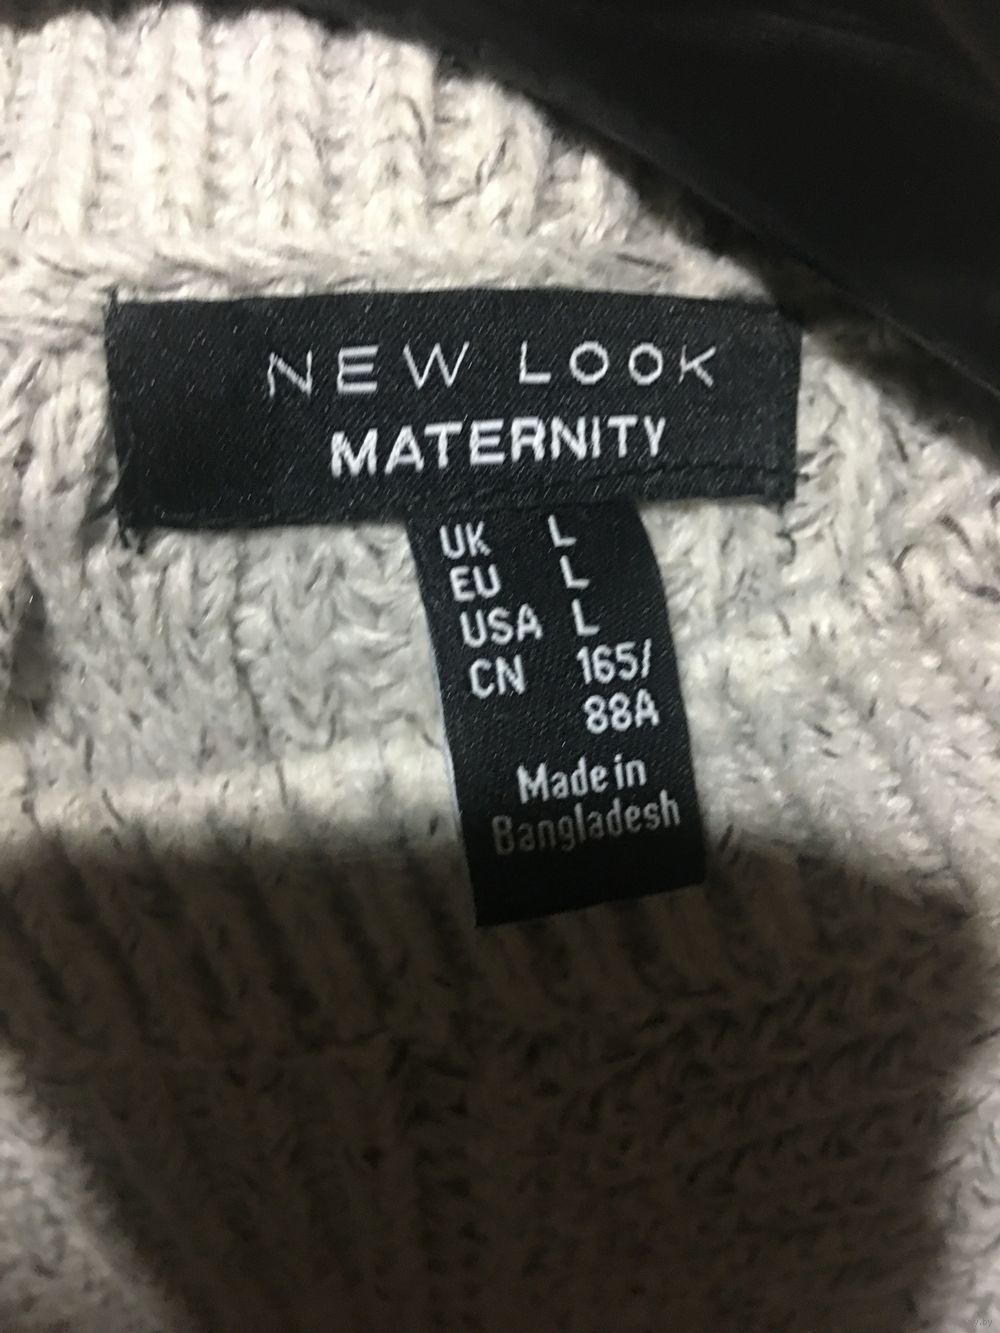 NEW LOOK
MATERNITY
UK L
EU L
USA L
CN 165/
88A
Made in
Bangladesh